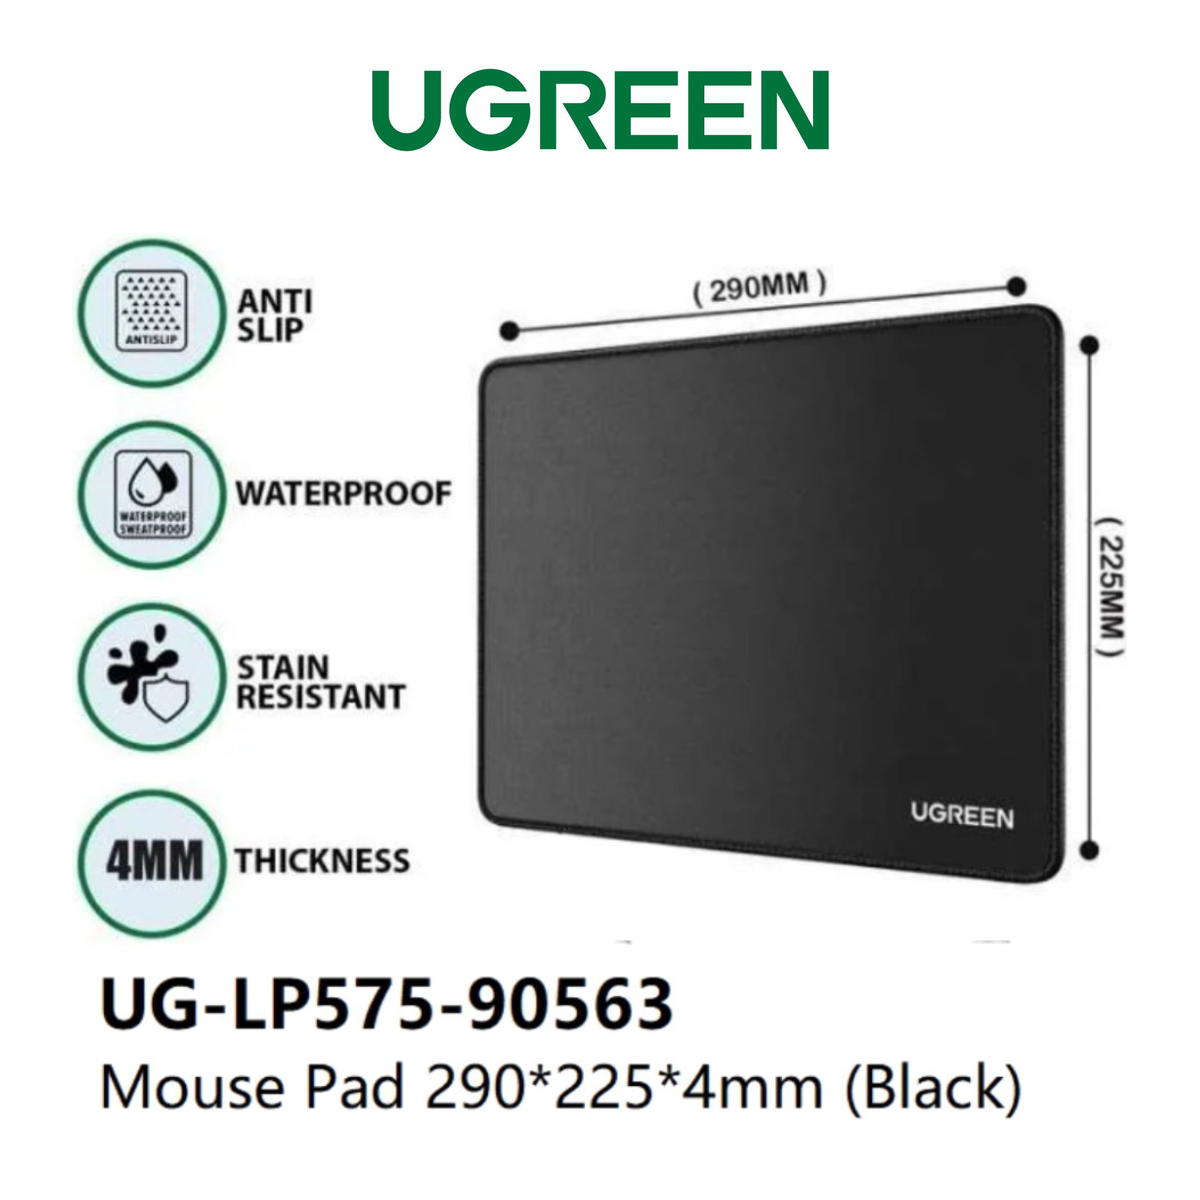 UGREEN
( 290MM )
ANTISLIP
ANTI
SLIP
WATERPROOF
SWEATPROOF
WATERPROOF
STAIN
RESISTANT
4MM
THICKNESS
( 225MM )
UGREEN
UG-LP575-90563
Mouse Pad 290*225*4mm (Black)